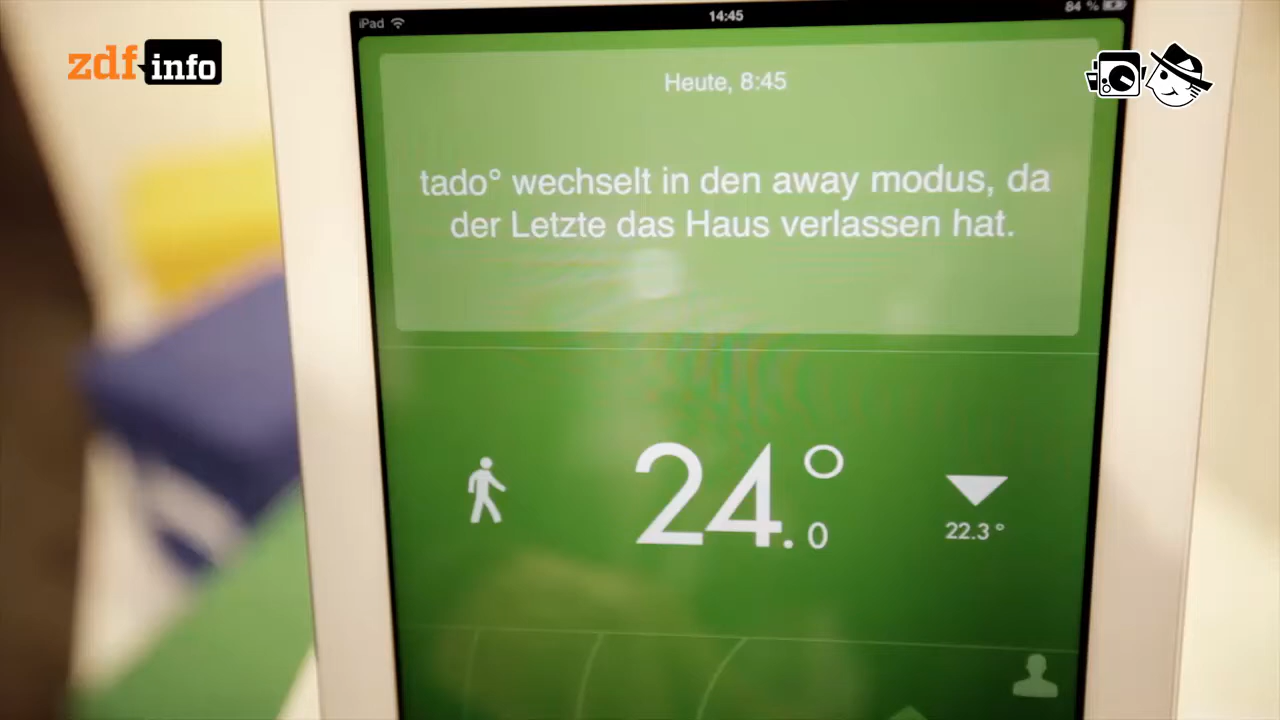 zdf info
iPad
14:45
84 %
Heute, 8:45
tado° wechselt in den away modus, da
der Letzte das Haus verlassen hat.
24.0°
22.3°